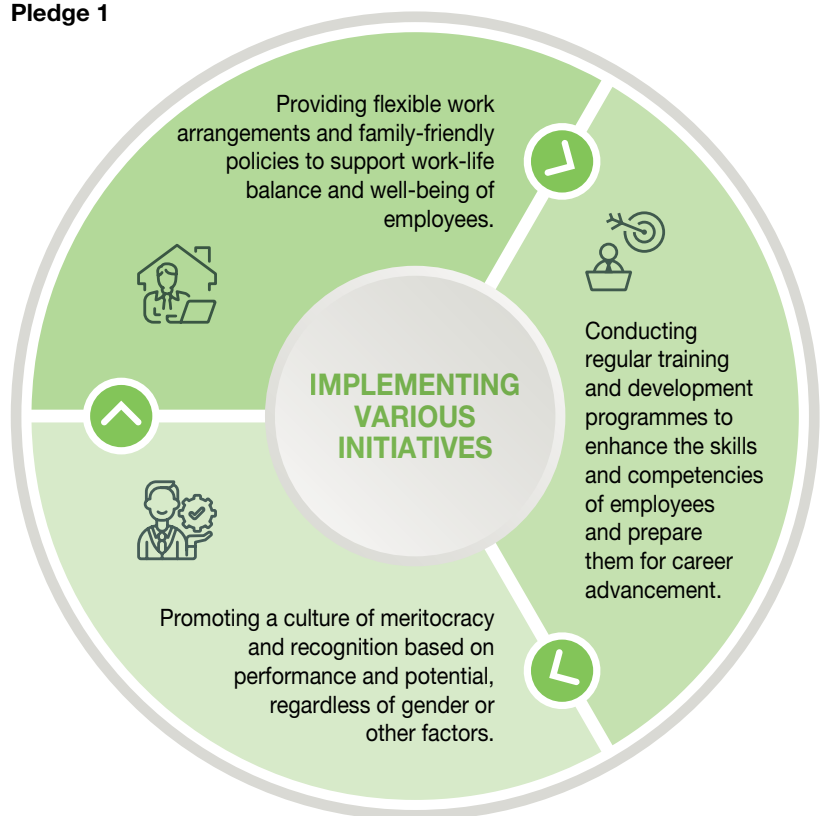 Pledge 1
Providing flexible work
arrangements and family-friendly
policies to support work-life
balance and well-being of
employees.
Conducting
regular training
and development
programmes to
enhance the skills
and competencies
of employees
and prepare
them for career
advancement.
IMPLEMENTING
VARIOUS
INITIATIVES
Promoting a culture of meritocracy
and recognition based on
performance and potential,
regardless of gender or
other factors.